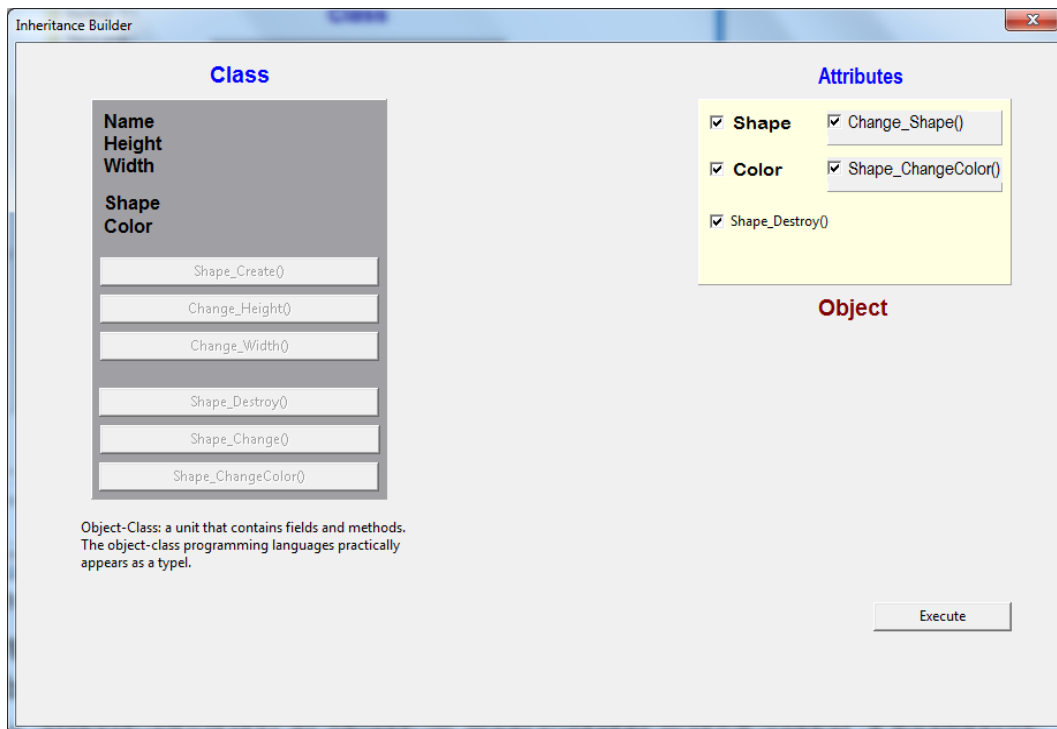 Class
Inheritance Builder
Class
Name
Height
Width
Shape
Color
Shape_Create()
Change_Height()
Change_Width()
Shape_Destroy()
Shape_Change()
Shape_ChangeColor()
Object-Class: a unit that contains fields and methods.
The object-class programming languages practically
appears as a typel.
Attributes
Shape
Change_Shape()
Color
Shape_ChangeColor()
Shape_Destroy()
Object
Execute